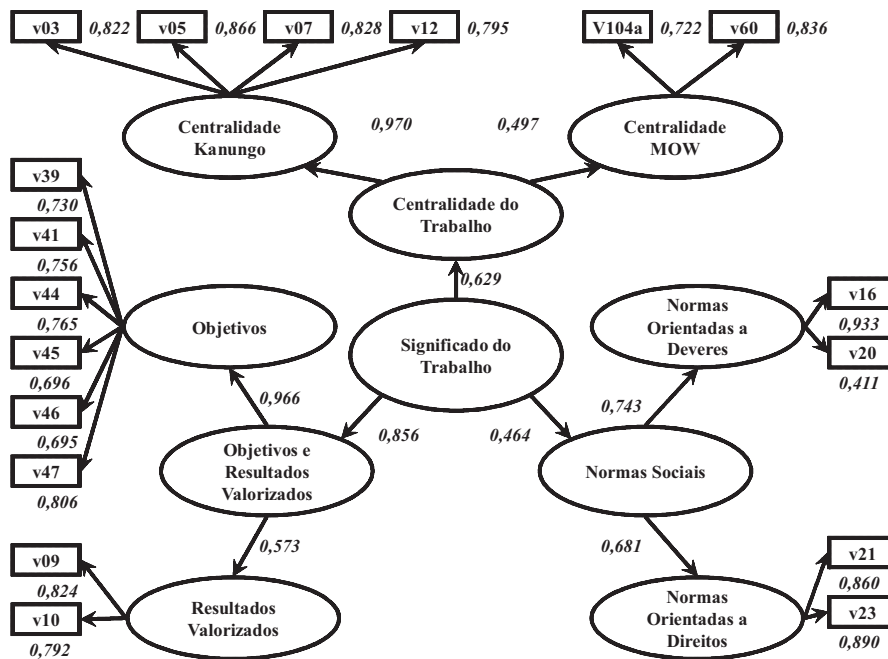 v03 0,822 v05 0,866 v07 0,828 v12 0,795 V104a 0,722 v60 0,836
Centralidade
Kanungo
0,970
0,497
Centralidade
MOW
v39
0,730
v41
0,756
v44
0,765
v45
0,696
v46
0,695
v47
0,806
Centralidade do
Trabalho
0,629
Objetivos
Significado do
Trabalho
Normas
Orientadas a
Deveres
v16
0,933
v20
0,411
0,966
0,856
0,464
0,743
Objetivos e
Resultados
Valorizados
Normas Sociais
0,573
0,681
v09
0,824
v10
0,792
Resultados
Valorizados
Normas
Orientadas a
Direitos
v21
0,860
v23
0,890